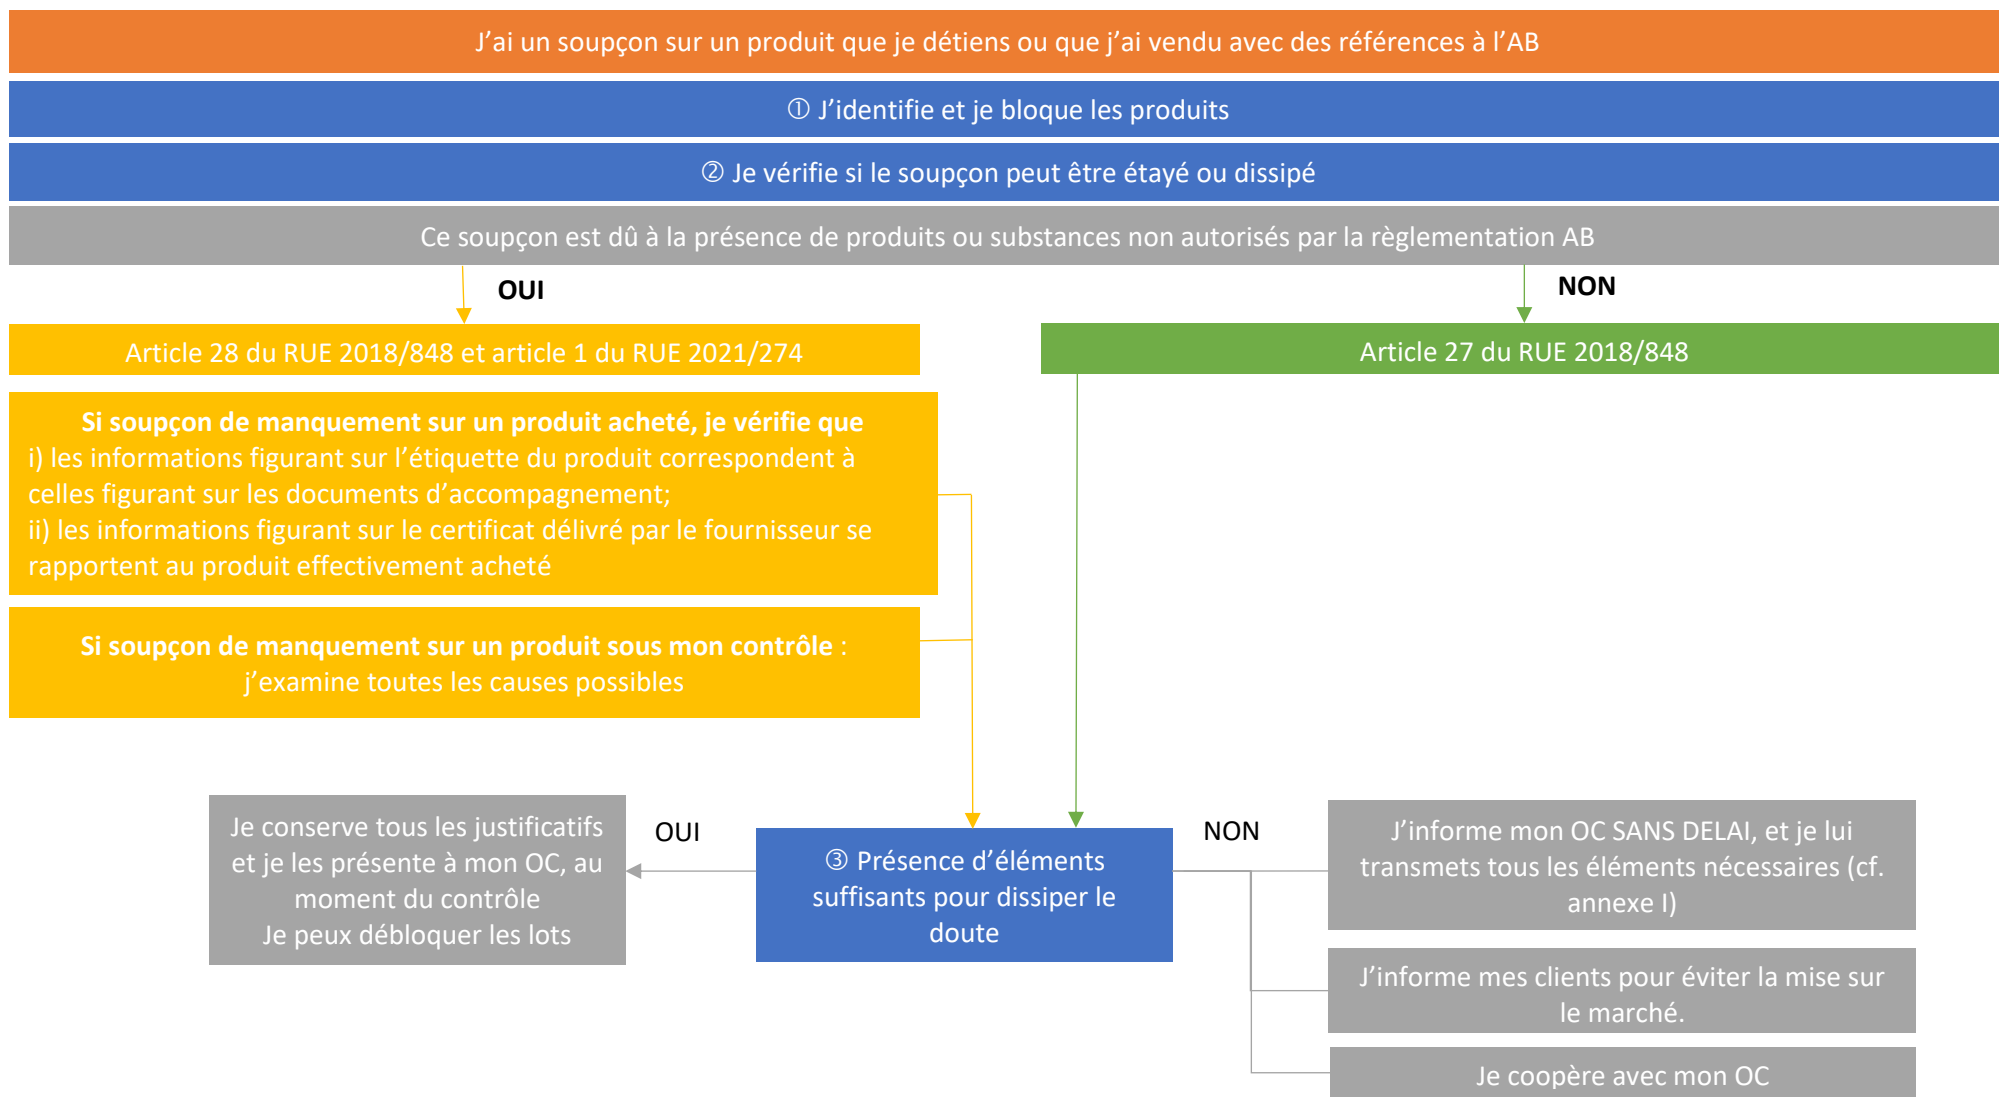 J’ai un soupçon sur un produit que je détiens ou que j’ai vendu avec des références à l’AB
① J’identifie et je bloque les produits
② Je vérifie si le soupçon peut être étayé ou dissipé
Ce soupçon est dû à la présence de produits ou substances non autorisés par la règlementation AB
OUI
NON
Article 28 du RUE 2018/848 et article 1 du RUE 2021/274
Article 27 du RUE 2018/848
Si soupçon de manquement sur un produit acheté, je vérifie que
i) les informations figurant sur l’étiquette du produit correspondent à
celles figurant sur les documents d’accompagnement;
ii) les informations figurant sur le certificat délivré par le fournisseur se
rapportent au produit effectivement acheté
Si soupçon de manquement sur un produit sous mon contrôle :
j’examine toutes les causes possibles
Je conserve tous les justificatifs
et je les présente à mon OC, au
moment du contrôle
Je peux débloquer les lots
OUI
③ Présence d’éléments
suffisants pour dissiper le
doute
NON
J’informe mon OC SANS DELAI, et je lui
transmets tous les éléments nécessaires (cf.
annexe I)
J’informe mes clients pour éviter la mise sur
le marché.
Je coopère avec mon OC